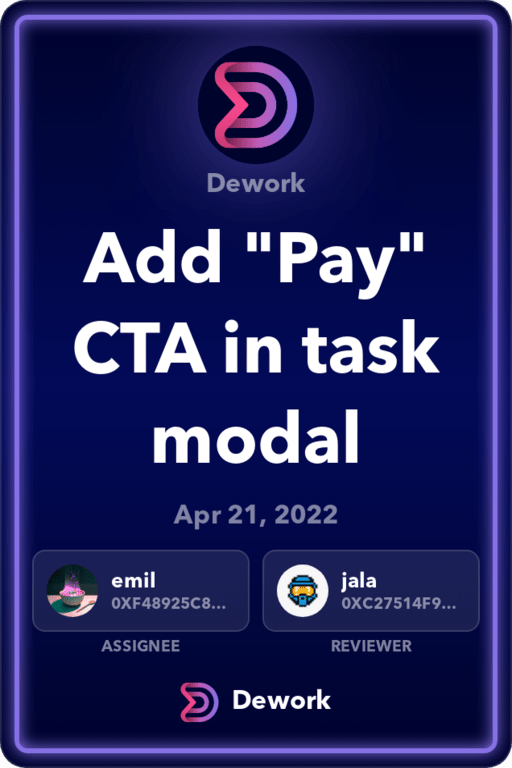 Dework
Add "Pay"
CTA in task
modal
Apr 21, 2022
emil
0XF48925C8...
jala
0XC27514F9...
ASSIGNEE
REVIEWER
Dework